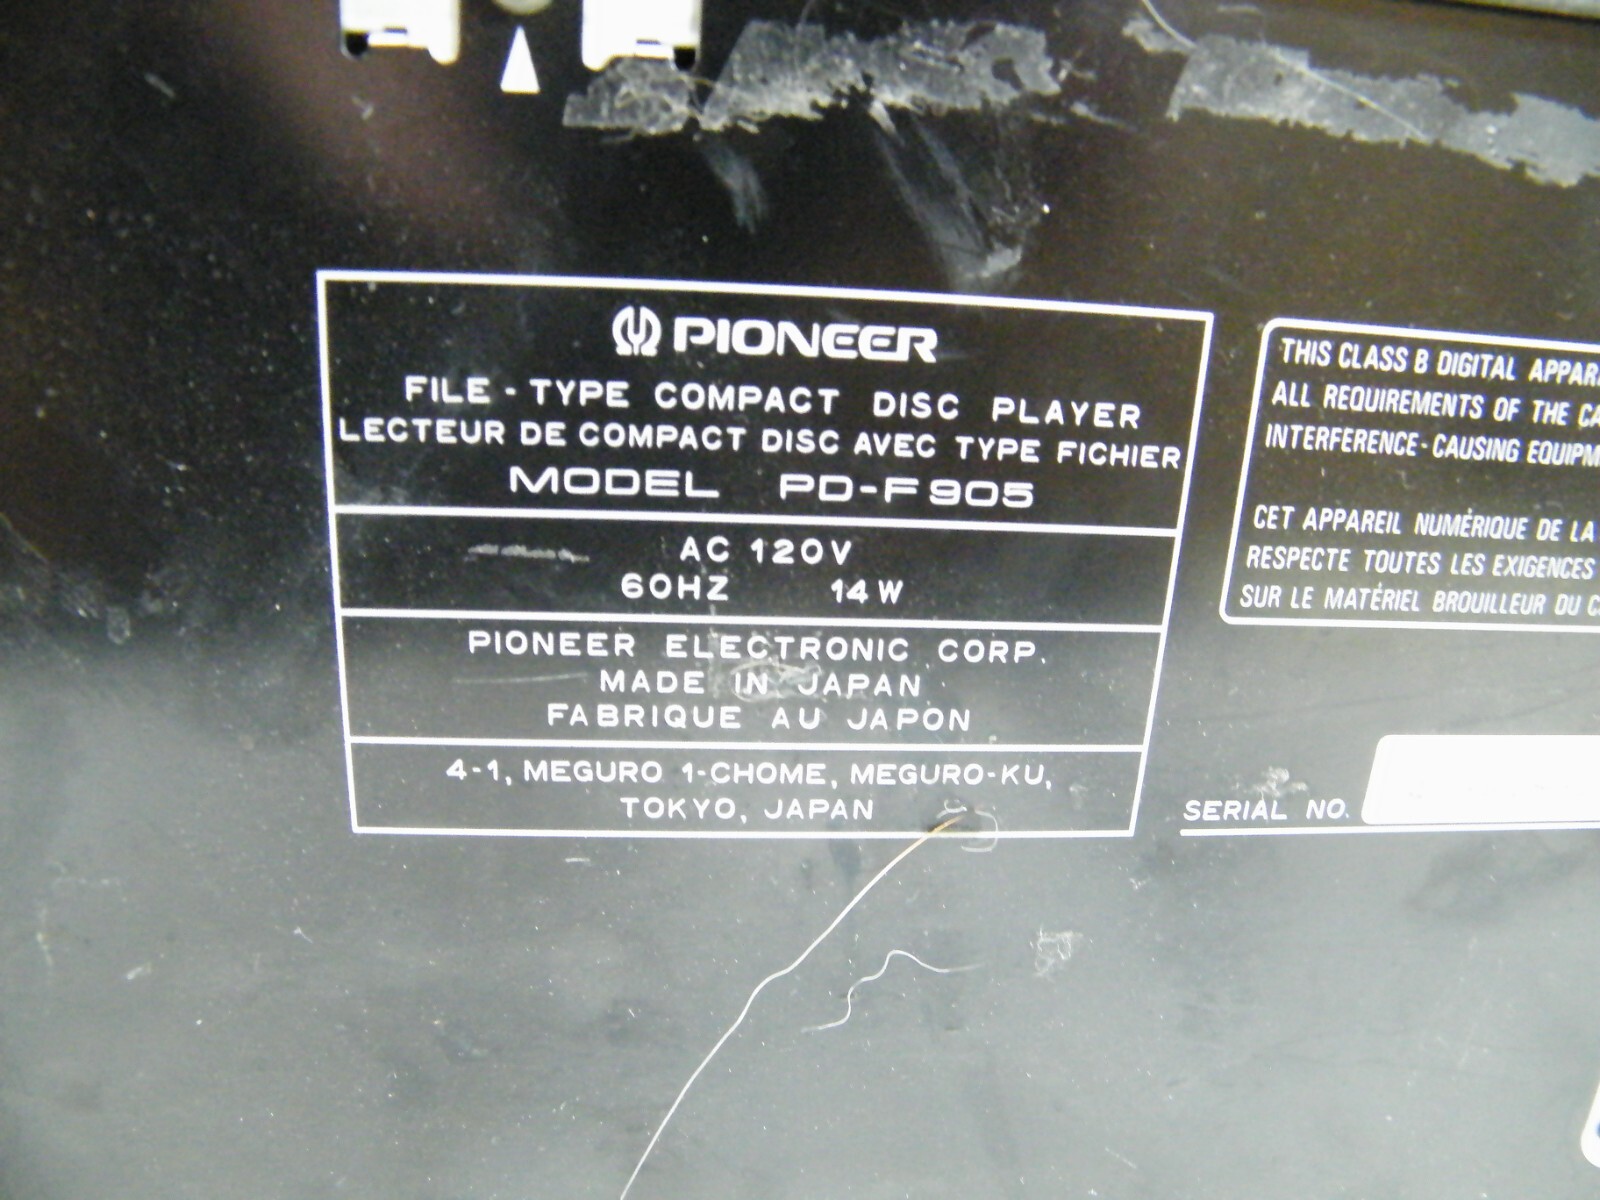 PIONEER
FILE-TYPE COMPACT DISC PLAYER
LECTEUR DE COMPACT DISC AVEC TYPE FICHIER
MODEL PD-F905
AC 120V
60HZ 14W
PIONEER ELECTRONIC CORP.
MADE IN JAPAN
FABRIQUE AU JAPON
4-1, MEGURO 1-CHOME, MEGURO-KU,
TOKYO, JAPAN
THIS CLASS B DIGITAL
ALL REQUIREMENTS OF THE
INTERFERENCE-CAUSING
CET APPAREIL NUMÉRIQUE DE LA
RESPECTE TOUTES LES EXIGENCES
SUR LE MATÉRIEL BROUILLEUR DU
SERIAL NO.